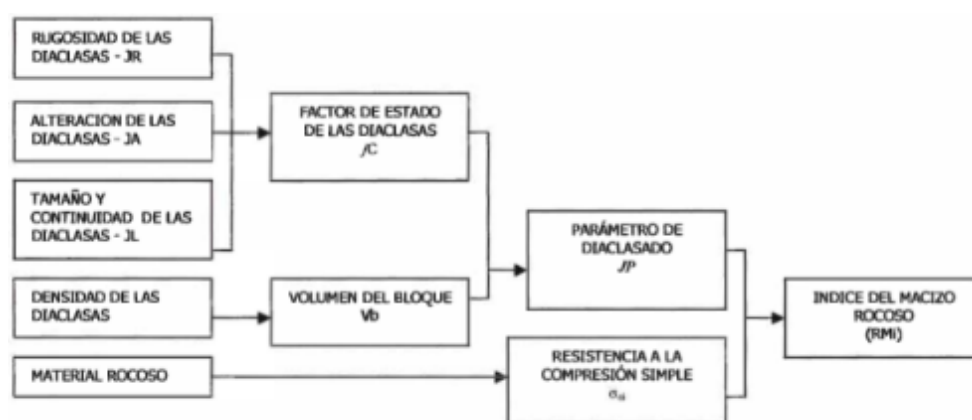 RUGOSIDAD DE LAS
DIACLASAS - JR
ALTERACION DE LAS
DIACLASAS - JA
TAMAÑO Y
CONTINUIDAD DE LAS
DIACLASAS - JL
DENSIDAD DE LAS
DIACLASAS
MATERIAL ROCOSO
FACTOR DE ESTADO
DE LAS DIACLASAS
jC
VOLUMEN DEL BLOQUE
Vb
PARÁMETRO DE
DIACLASADO
JP
RESISTENCIA A LA
COMPRESIÓN SIMPLE
INDICE DEL MACIZO
ROCOSO
(RMi)